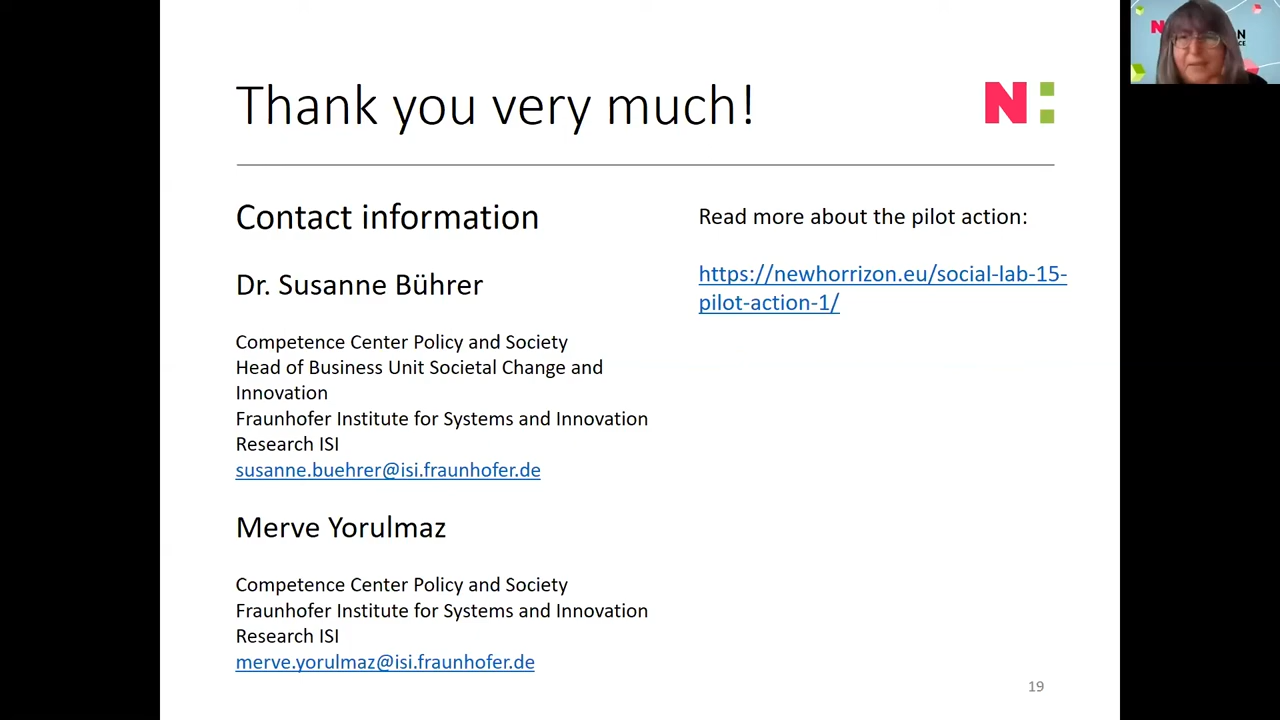 Thank you very much!
N:
Contact information
Dr. Susanne Bührer
Competence Center Policy and Society
Head of Business Unit Societal Change and
Innovation
Fraunhofer Institute for Systems and Innovation
Research ISI
susanne.buehrer@isi.fraunhofer.de
Merve Yorulmaz
Competence Center Policy and Society
Fraunhofer Institute for Systems and Innovation
Research ISI
merve.yorulmaz@isi.fraunhofer.de
Read more about the pilot action:
https://newhorrizon.eu/social-lab-15-
pilot-action-1/
19